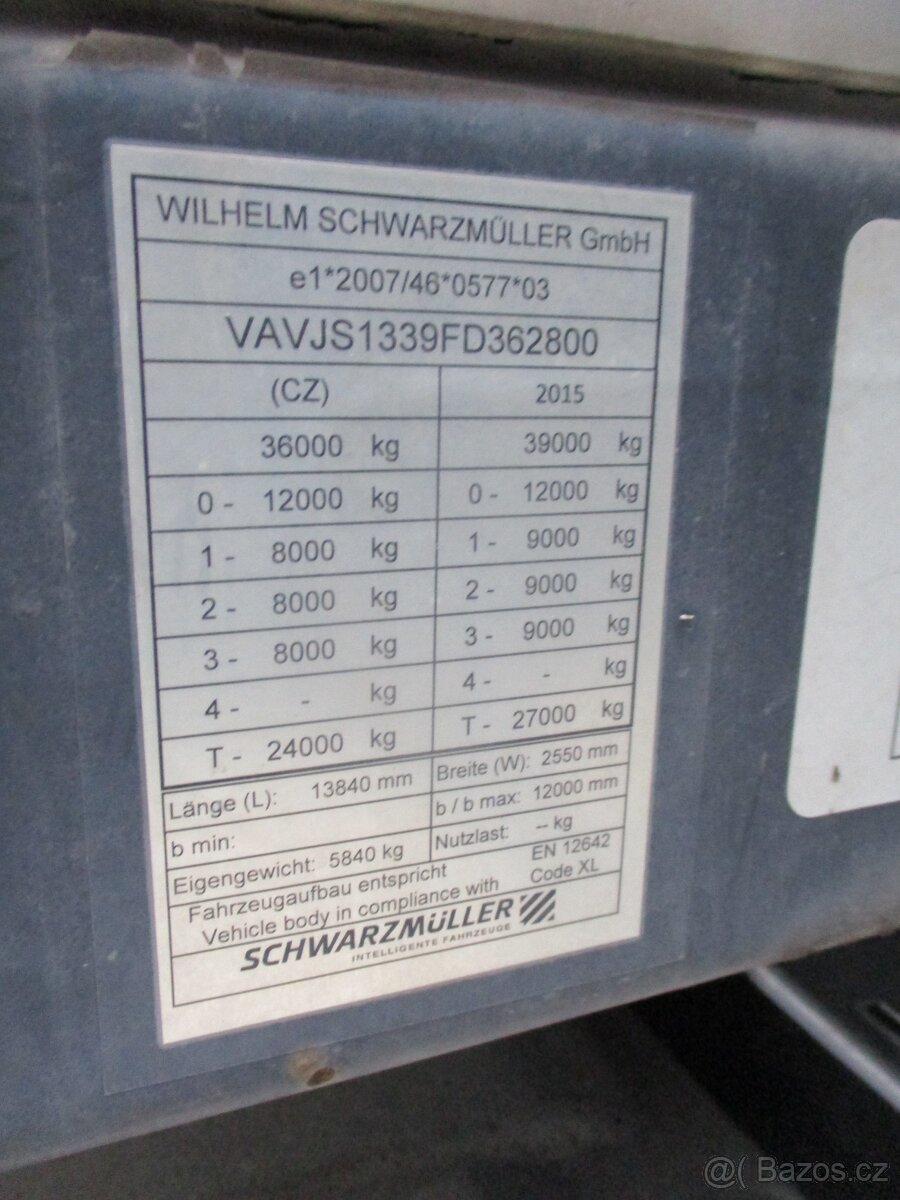 WILHELM SCHWARZMÜLLER GmbH
e1*2007/46*0577*03
VAVJS1339FD362800
(CZ) 2015
36000 kg 39000 kg
0 - 12000 kg 0 - 12000 kg
1 - 8000 kg 1 - 9000 kg
2 - 8000 kg 2 - 9000 kg
3 - 8000 kg 3 - 9000 kg
4 - - kg 4 - - kg
T - 24000 kg T - 27000 kg
Länge (L): 13840 mm Breite (W): 2550 mm
b min: b / b max: 12000 mm
Eigengewicht: 5840 kg Nutzlast: -- kg
Fahrzeugaufbau entspricht EN 12642
Vehicle body in compliance with Code XL
SCHWARZMÜLLER
INTELLIGENTE FAHRZEUGE
@( Bazos.cz